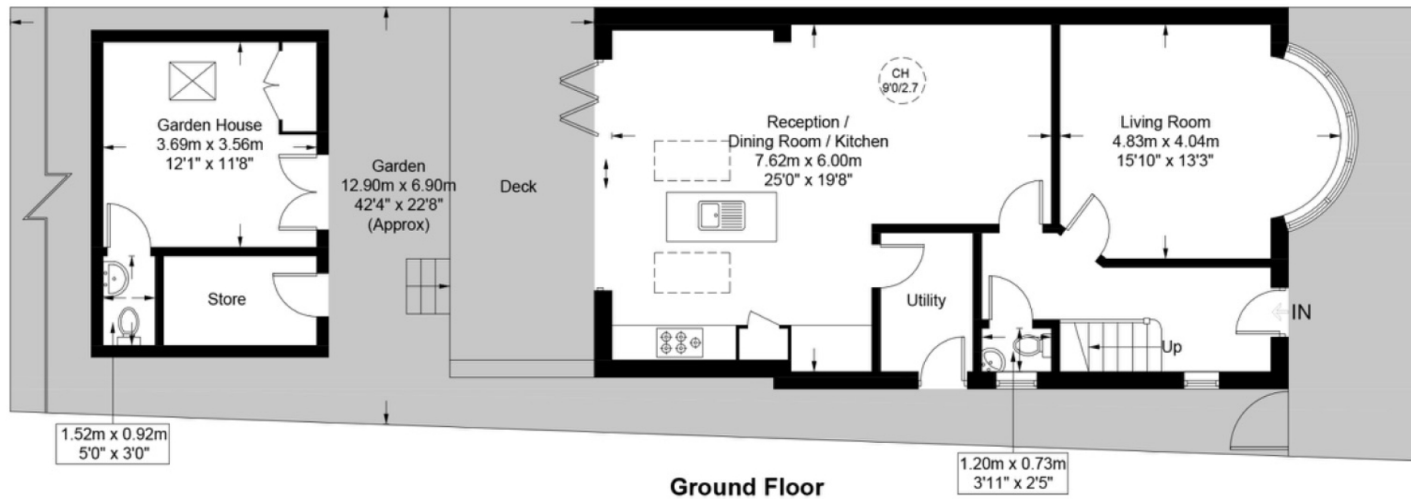 Garden House
3.69m x 3.56m
12'1" x 11'8"
Store
1.52m x 0.92m
5'0" x 3'0"
Garden
12.90m x 6.90m
42'4" x 22'8"
(Approx)
Deck
CH
9'0/2.7
Reception /
Dining Room / Kitchen
7.62m x 6.00m
25'0" x 19'8"
Utility
Living Room
4.83m x 4.04m
15'10" x 13'3"
IN
Up
1.20m x 0.73m
3'11" x 2'5"
Ground Floor